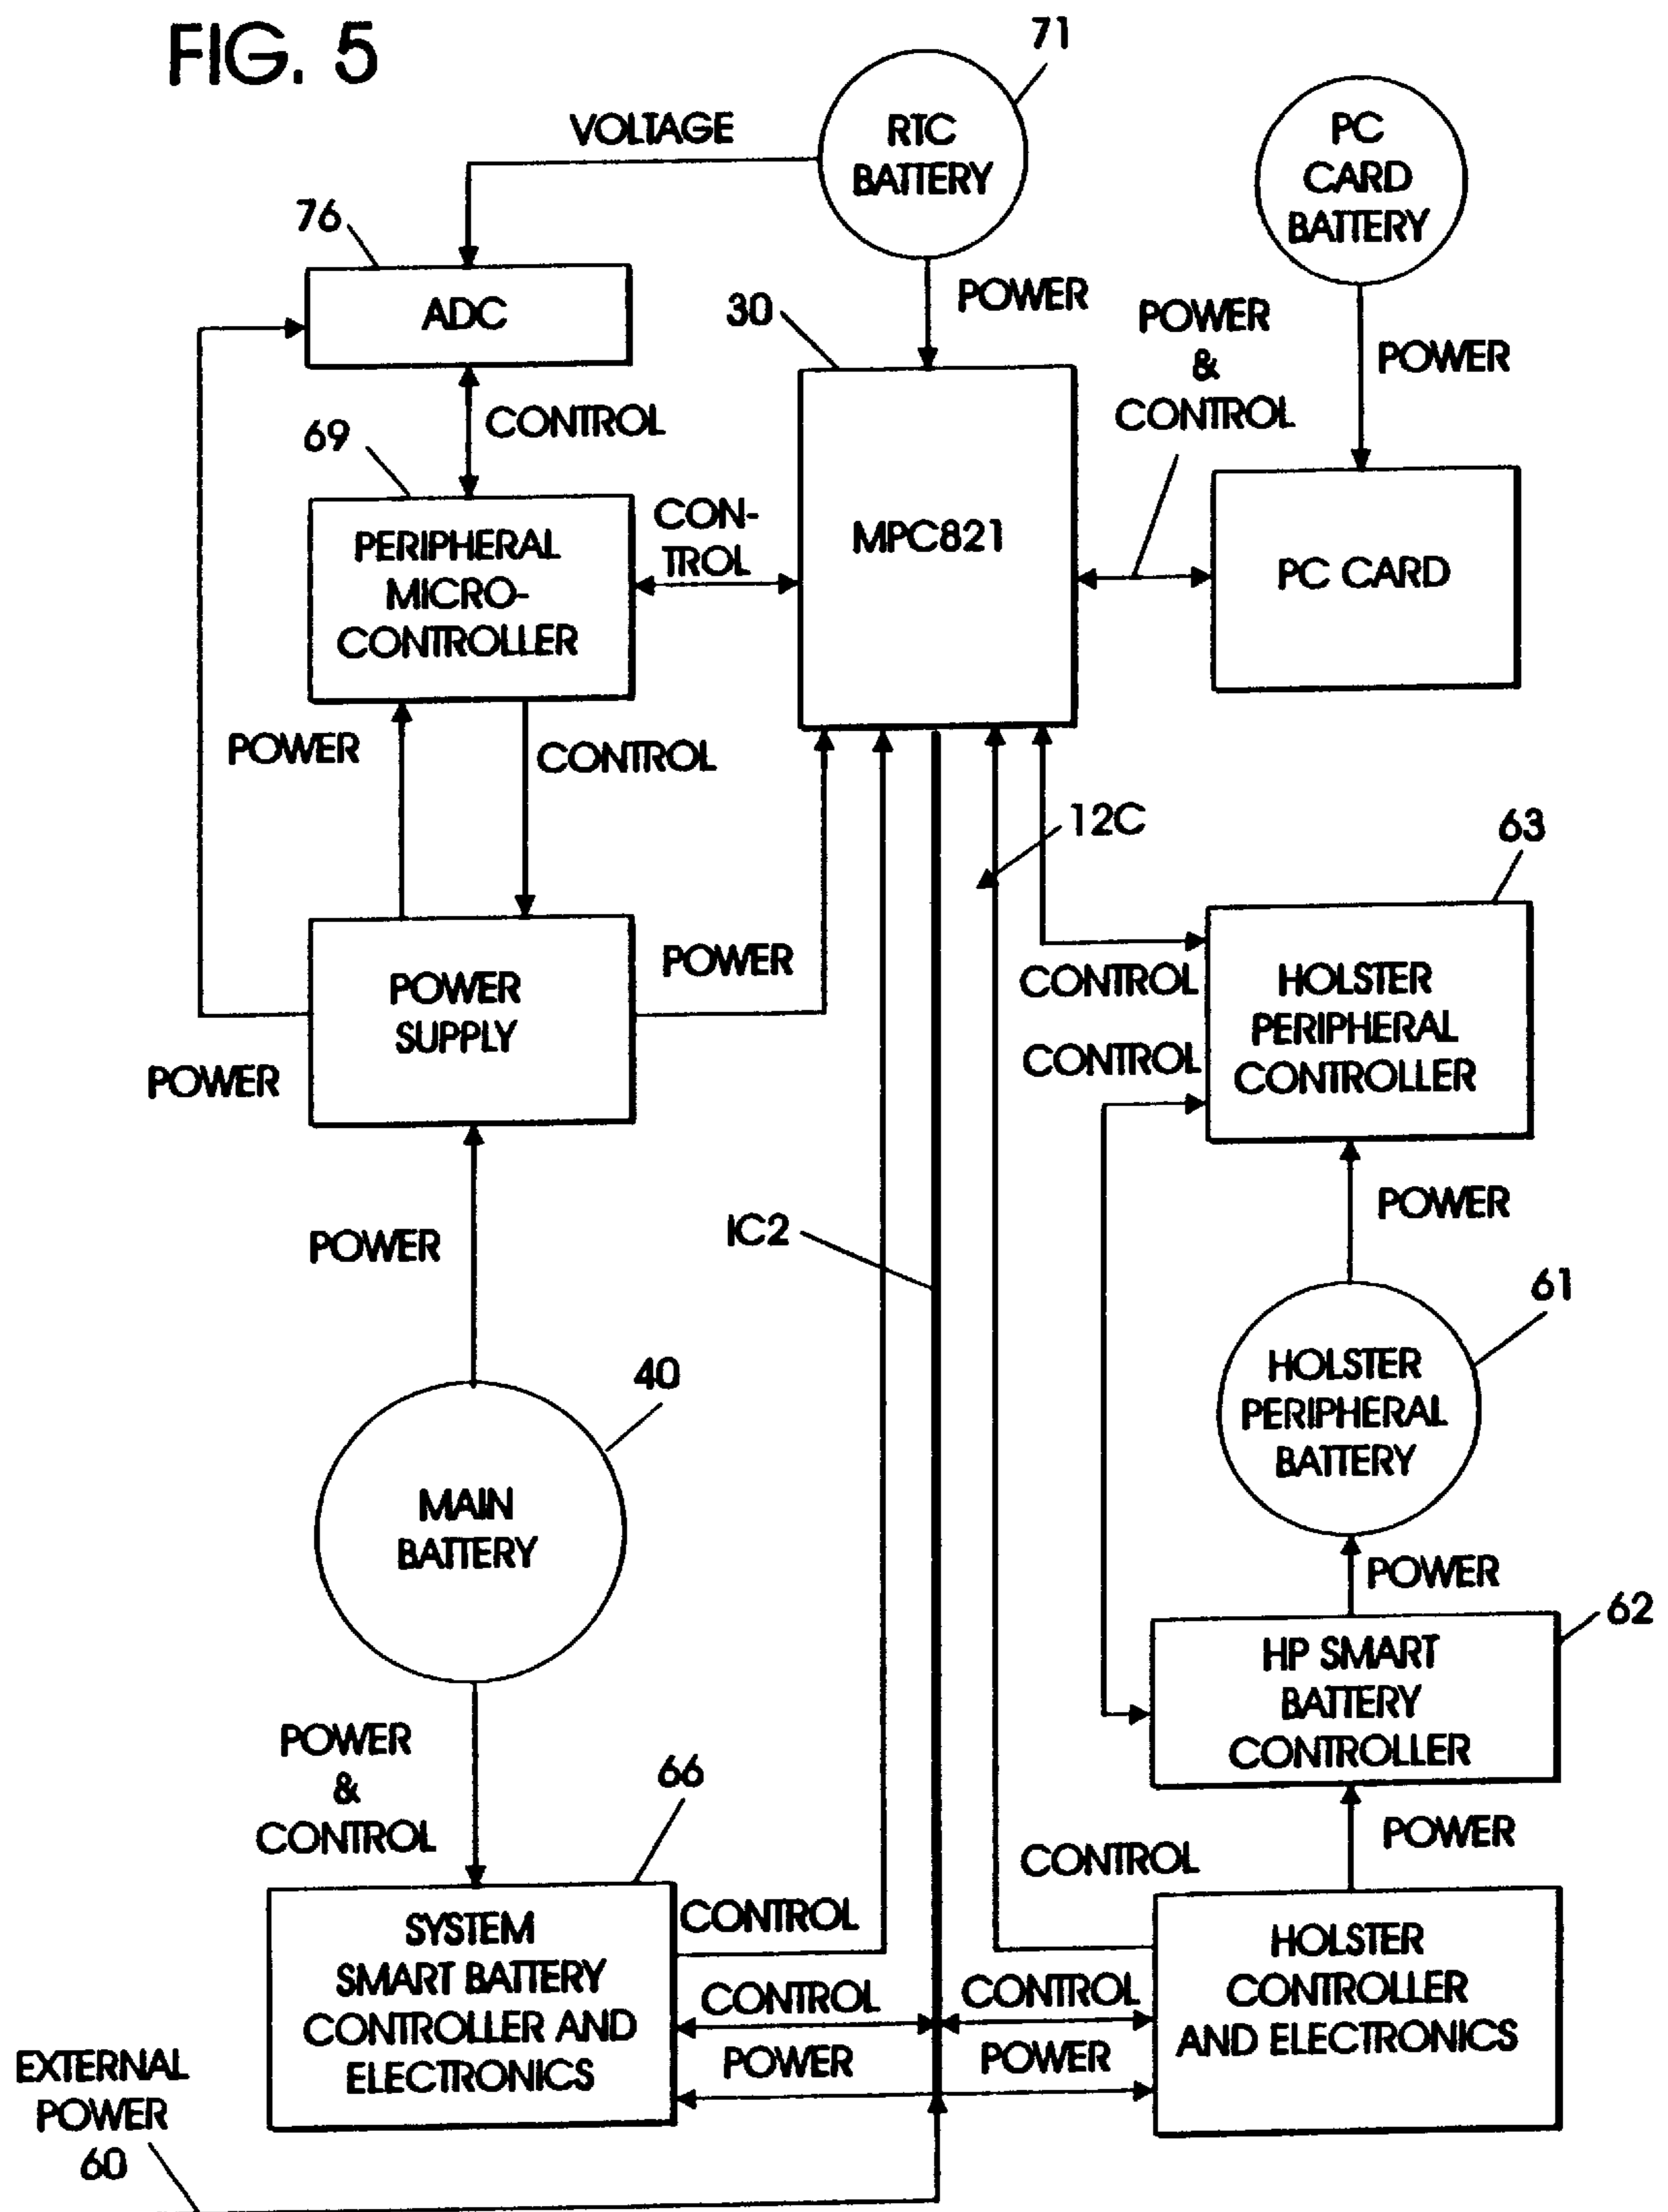 FIG. 5
71
VOLTAGE
RTC
BATTERY
PC
CARD
BATTERY
76
ADC
POWER
30
POWER
&
CONTROL
POWER
CONTROL
69
PERIPHERAL
MICRO-
CONTROLLER
CON-
TROL
MPC821
PC CARD
POWER
CONTROL
12C
63
POWER
SUPPLY
POWER
CONTROL
CONTROL
HOLSTER
PERIPHERAL
CONTROLLER
POWER
POWER
IC2
POWER
61
40
HOLSTER
PERIPHERAL
BATTERY
MAIN
BATTERY
POWER
62
HP SMART
BATTERY
CONTROLLER
POWER
&
CONTROL
66
POWER
CONTROL
SYSTEM
SMART BATTERY
CONTROLLER AND
ELECTRONICS
CONTROL
CONTROL
POWER
CONTROL
POWER
HOLSTER
CONTROLLER
AND ELECTRONICS
EXTERNAL
POWER
60